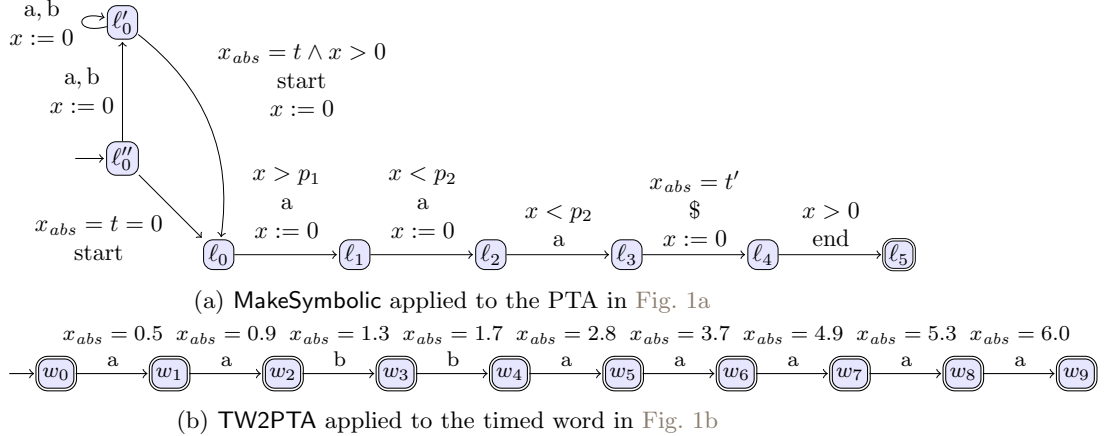 a, b
x := 0
ℓ′₀
x_abs = t ∧ x > 0
start
x := 0
a, b
x := 0
ℓ″₀
x_abs = t = 0
start
x > p₁
a
x := 0
x < p₂
a
x := 0
x < p₂
a
x_abs = t′
$
x := 0
x > 0
end
ℓ₀ ℓ₁ ℓ₂ ℓ₃ ℓ₄ ℓ₅
(a) MakeSymbolic applied to the PTA in Fig. 1a
x_abs = 0.5 x_abs = 0.9 x_abs = 1.3 x_abs = 1.7 x_abs = 2.8 x_abs = 3.7 x_abs = 4.9 x_abs = 5.3 x_abs = 6.0
a a b b a a a a a
w₀ w₁ w₂ w₃ w₄ w₅ w₆ w₇ w₈ w₉
(b) TW2PTA applied to the timed word in Fig. 1b